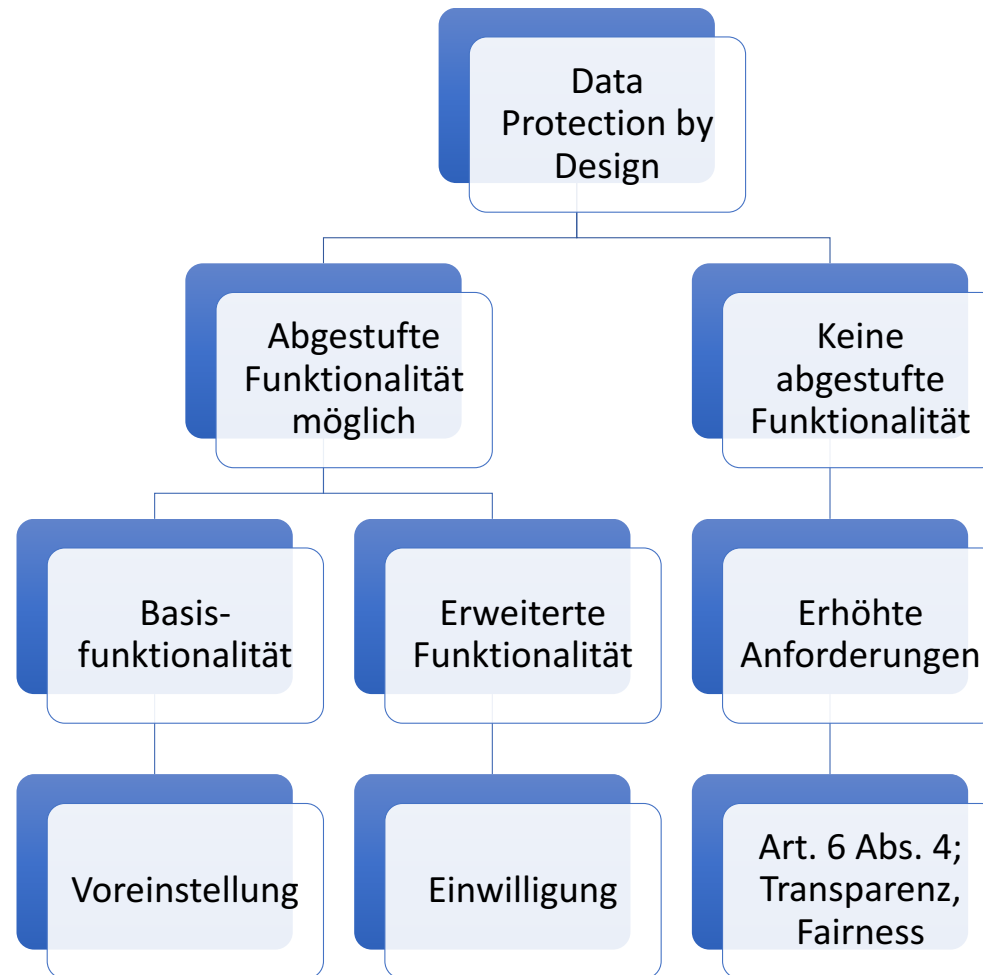 Data
Protection by
Design
Abgestufte
Funktionalität
möglich
Keine
abgestufte
Funktionalität
Basis-
funktionalität
Erweiterte
Funktionalität
Erhöhte
Anforderungen
Voreinstellung
Einwilligung
Art. 6 Abs. 4;
Transparenz,
Fairness